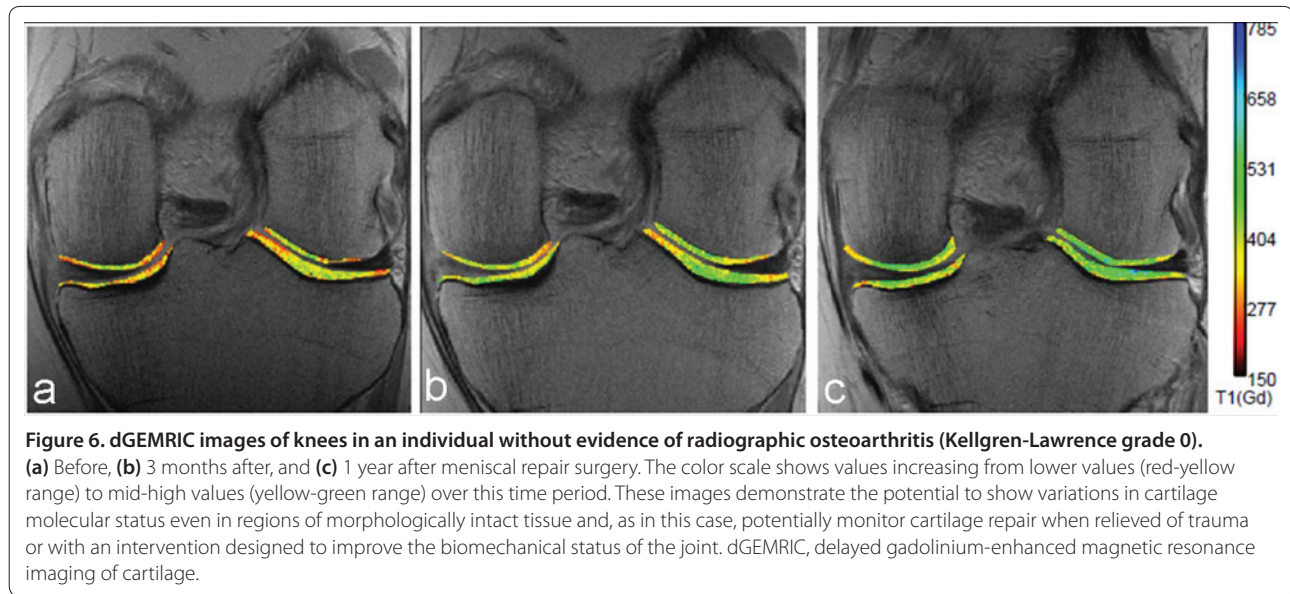 785
658
531
404
277
150
T1(Gd)
a
b
c
Figure 6. dGEMRIC images of knees in an individual without evidence of radiographic osteoarthritis (Kellgren-Lawrence grade 0).
(a) Before, (b) 3 months after, and (c) 1 year after meniscal repair surgery. The color scale shows values increasing from lower values (red-yellow
range) to mid-high values (yellow-green range) over this time period. These images demonstrate the potential to show variations in cartilage
molecular status even in regions of morphologically intact tissue and, as in this case, potentially monitor cartilage repair when relieved of trauma
or with an intervention designed to improve the biomechanical status of the joint. dGEMRIC, delayed gadolinium-enhanced magnetic resonance
imaging of cartilage.